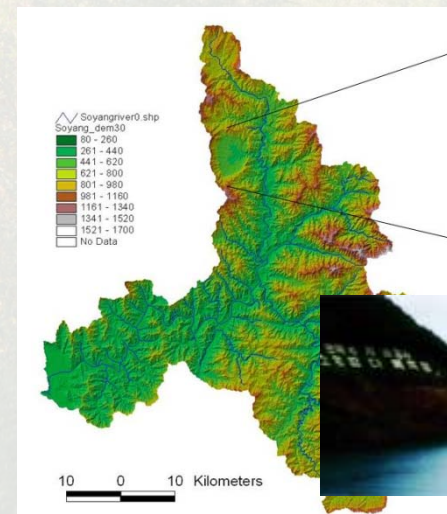 Soyangriver0.shp
Soyang_dem30
80 - 260
261 - 440
441 - 620
621 - 800
801 - 980
981 - 1160
1161 - 1340
1341 - 1520
1521 - 1700
No Data
10 0 10 Kilometers